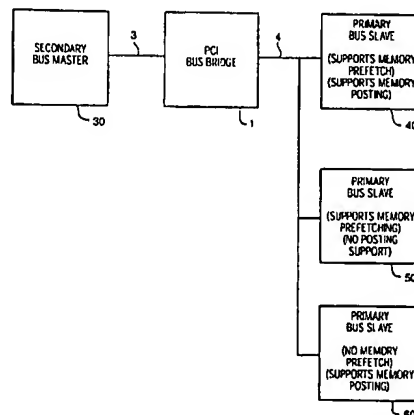 SECONDARY
BUS MASTER
30
3
PCI
BUS BRIDGE
1
4
PRIMARY
BUS SLAVE
(SUPPORTS MEMORY
PREFETCH)
(SUPPORTS MEMORY
POSTING)
40
PRIMARY
BUS SLAVE
(SUPPORTS MEMORY
PREFETCHING)
(NO POSTING
SUPPORT)
50
PRIMARY
BUS SLAVE
(NO MEMORY
PREFETCH)
(SUPPORTS MEMORY
POSTING)
60